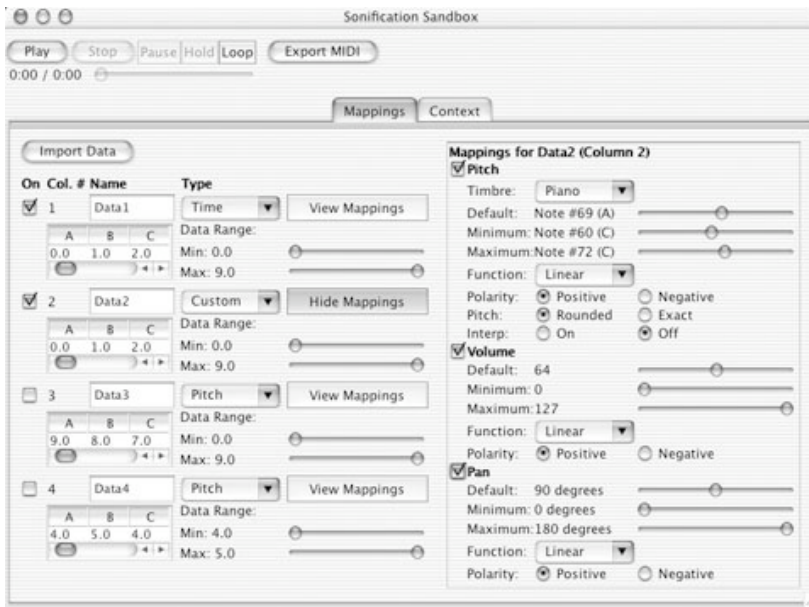 Sonification Sandbox
Play Stop Pause Hold Loop Export MIDI
0:00 / 0:00
Mappings Context
Import Data
On Col. # Name Type
1 Data1 Time View Mappings
A B C Data Range:
0.0 1.0 2.0 Min: 0.0
Max: 9.0
2 Data2 Custom Hide Mappings
A B C Data Range:
0.0 1.0 2.0 Min: 0.0
Max: 9.0
3 Data3 Pitch View Mappings
A B C Data Range:
9.0 8.0 7.0 Min: 0.0
Max: 9.0
4 Data4 Pitch View Mappings
A B C Data Range:
4.0 5.0 4.0 Min: 4.0
Max: 5.0
Mappings for Data2 (Column 2)
Pitch
Timbre: Piano
Default: Note #69 (A)
Minimum: Note #60 (C)
Maximum: Note #72 (C)
Function: Linear
Polarity: Positive Negative
Pitch: Rounded Exact
Interp: On Off
Volume
Default: 64
Minimum: 0
Maximum: 127
Function: Linear
Polarity: Positive Negative
Pan
Default: 90 degrees
Minimum: 0 degrees
Maximum: 180 degrees
Function: Linear
Polarity: Positive Negative